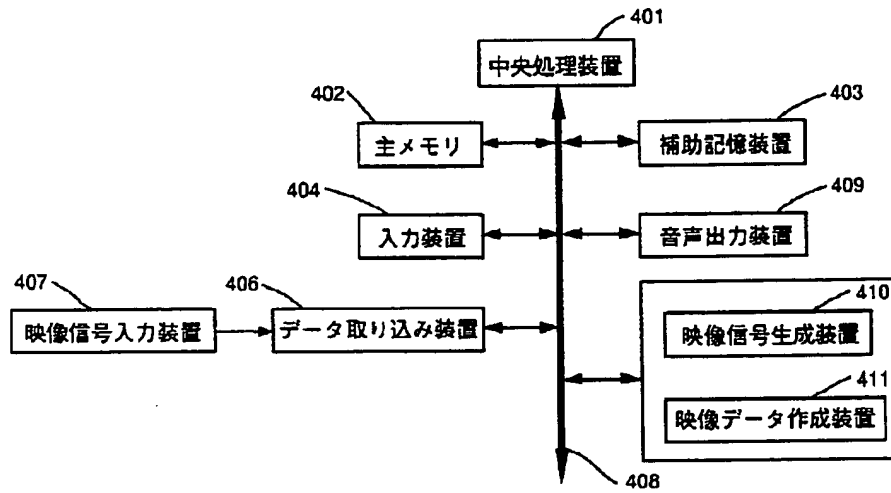 401
中央処理装置
402
主メモリ
403
補助記憶装置
404
入力装置
409
音声出力装置
407
映像信号入力装置
406
データ取り込み装置
410
映像信号生成装置
411
映像データ作成装置
408